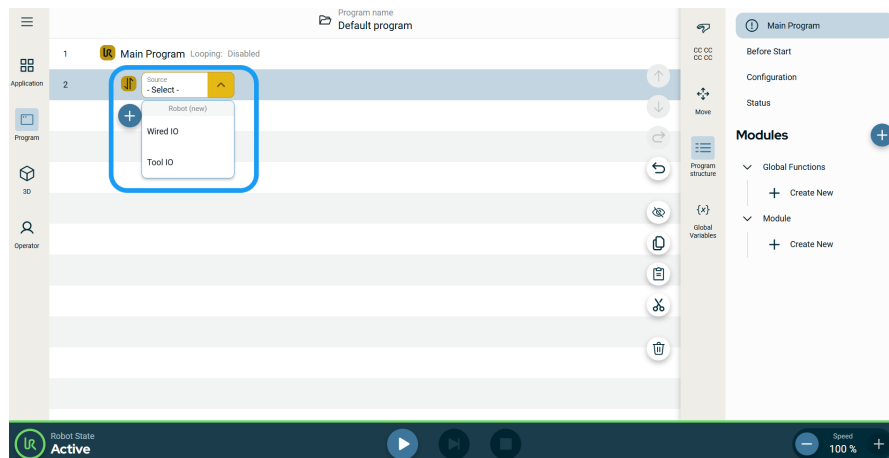 Program name
Default program
Application
Program
3D
Operator
1
UR
Main Program Looping: Disabled
2
Source
- Select -
Robot (new)
Wired IO
Tool IO
CC CC
CC CC
Move
Program
structure
{x}
Global
Variables
Main Program
Before Start
Configuration
Status
Modules
Global Functions
Create New
Module
Create New
UR
Robot State
Active
Speed
100 %